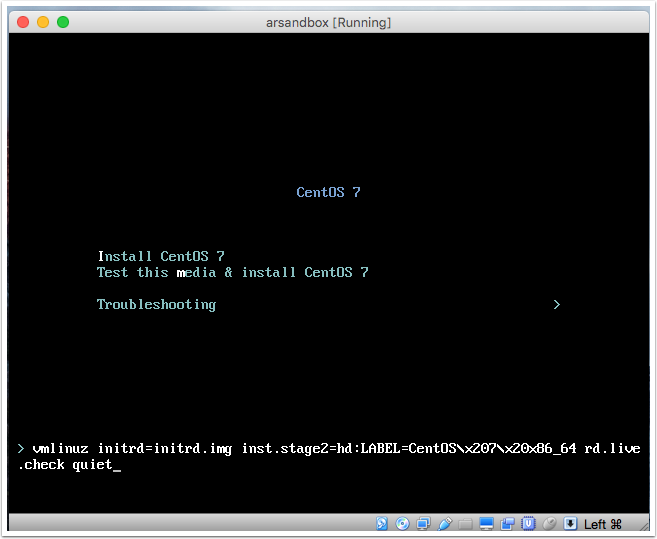 arsandbox [Running]
CentOS 7
Install CentOS 7
Test this media & install CentOS 7
Troubleshooting >
> vmlinuz initrd=initrd.img inst.stage2=hd:LABEL=CentOS\x207\x20x86_64 rd.live
.check quiet_
Left ⌘